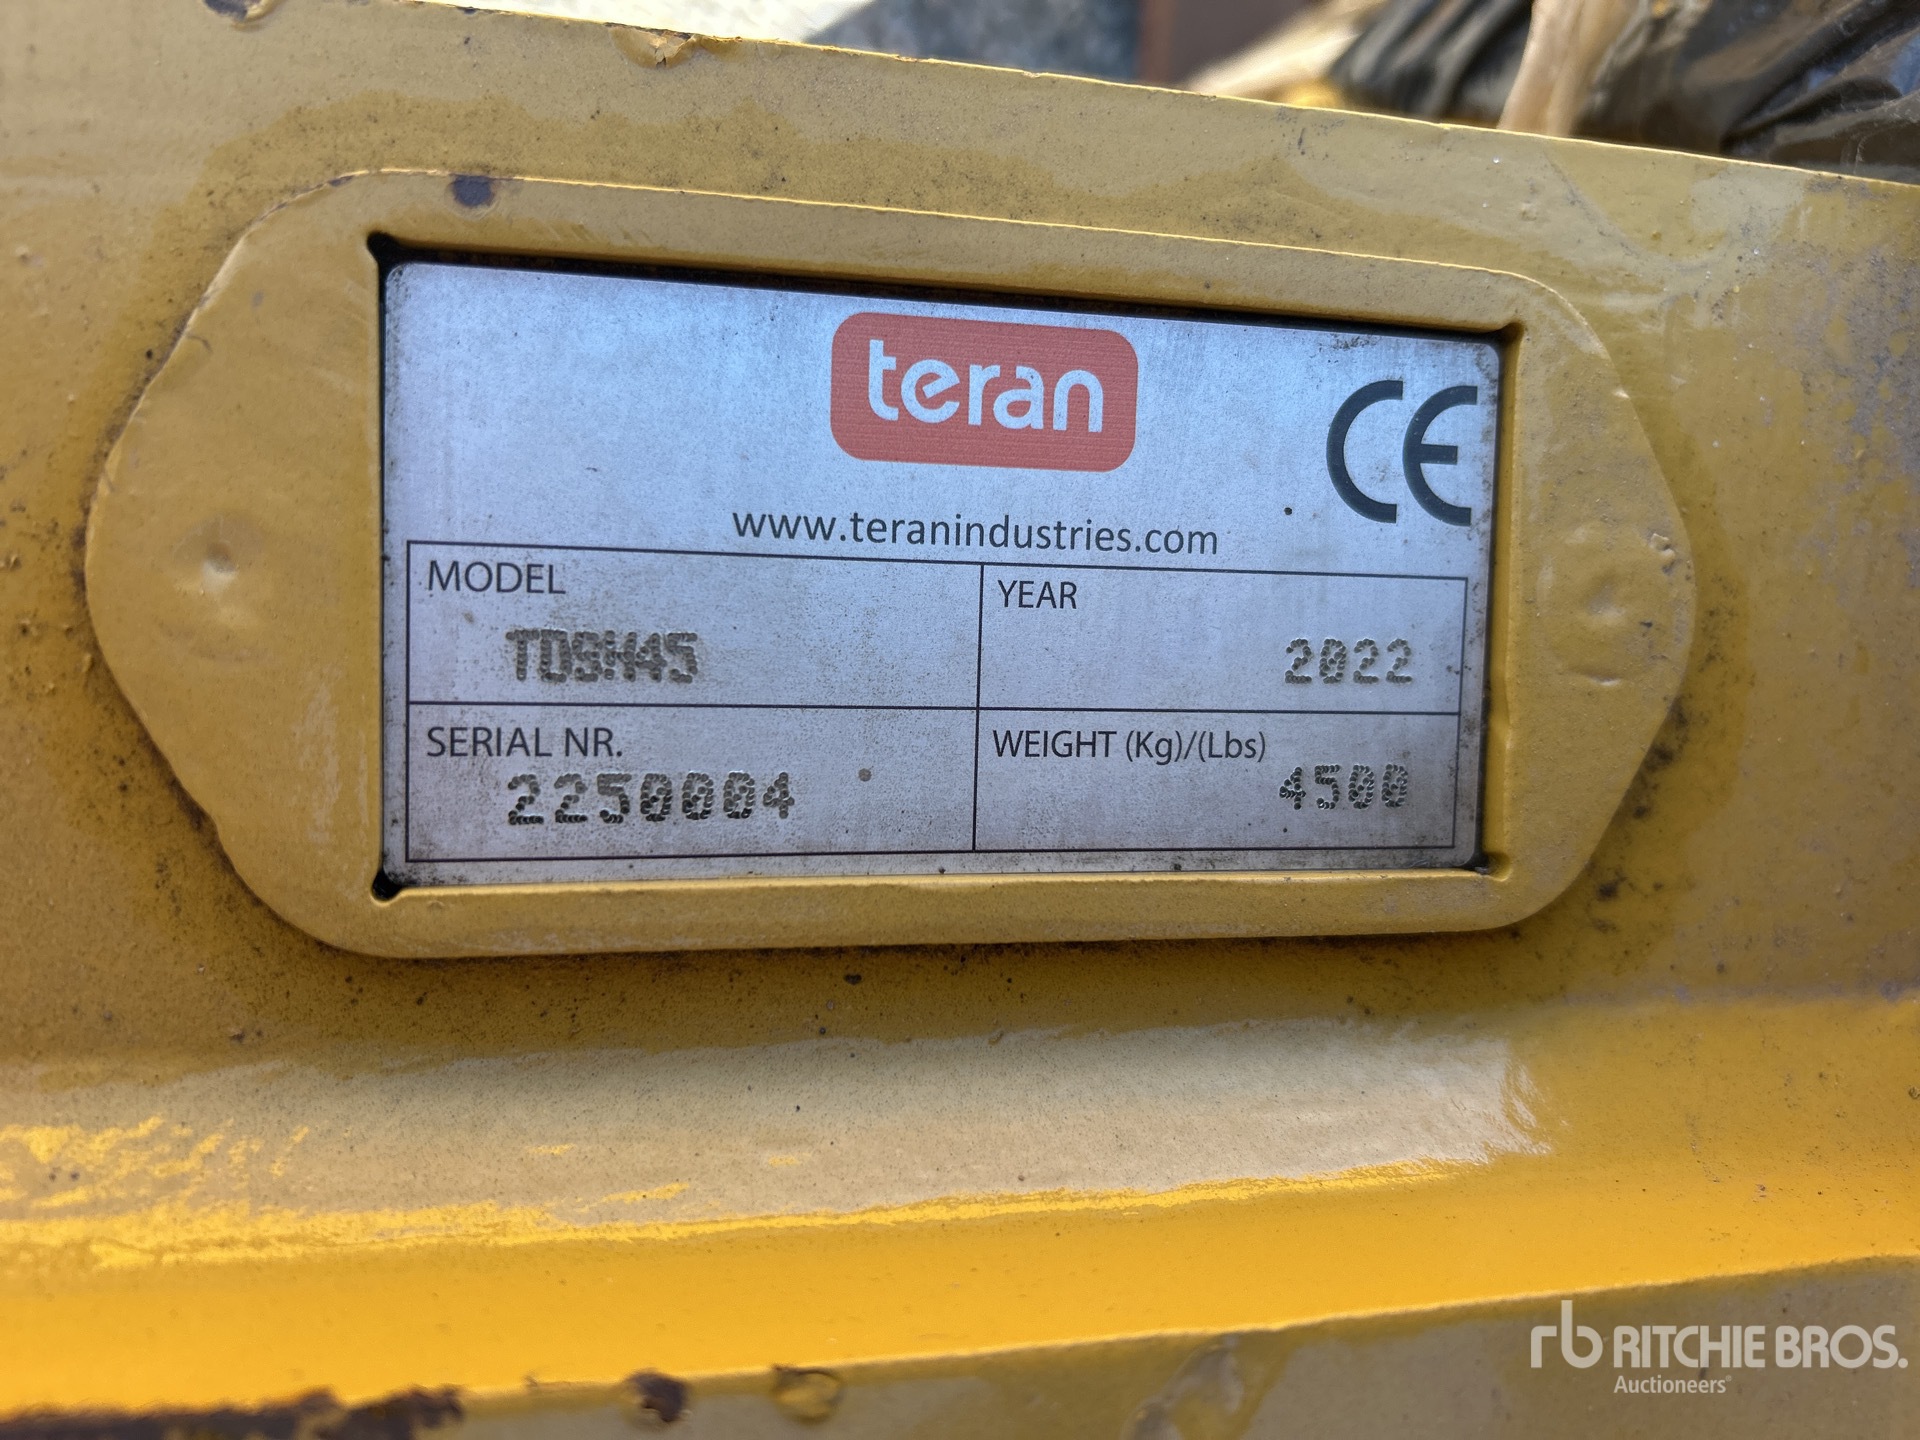 teran
CE
www.teranindustries.com
MODEL
TDSH45
YEAR
2022
SERIAL NR.
2250004
WEIGHT (Kg)/(Lbs)
4500
rb RITCHIE BROS.
Auctioneers